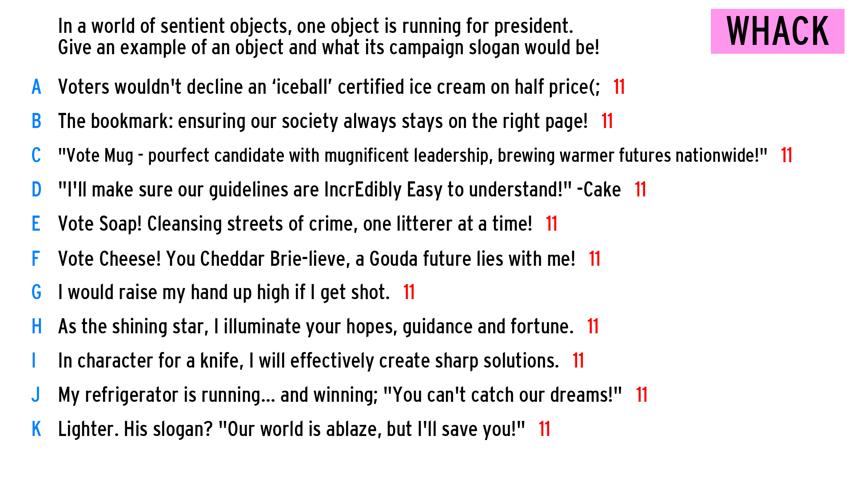 In a world of sentient objects, one object is running for president.
WHACK
Give an example of an object and what its campaign slogan would be!
A Voters wouldn't decline an ‘iceball’ certified ice cream on half price(; 11
B The bookmark: ensuring our society always stays on the right page! 11
C "Vote Mug - pourfect candidate with mugnificent leadership, brewing warmer futures nationwide!" 11
D "I'll make sure our guidelines are IncrEdibly Easy to understand!" -Cake 11
E Vote Soap! Cleansing streets of crime, one litterer at a time! 11
F Vote Cheese! You Cheddar Brie-lieve, a Gouda future lies with me! 11
G I would raise my hand up high if I get shot. 11
H As the shining star, I illuminate your hopes, guidance and fortune. 11
I In character for a knife, I will effectively create sharp solutions. 11
J My refrigerator is running... and winning; "You can't catch our dreams!" 11
K Lighter. His slogan? "Our world is ablaze, but I'll save you!" 11